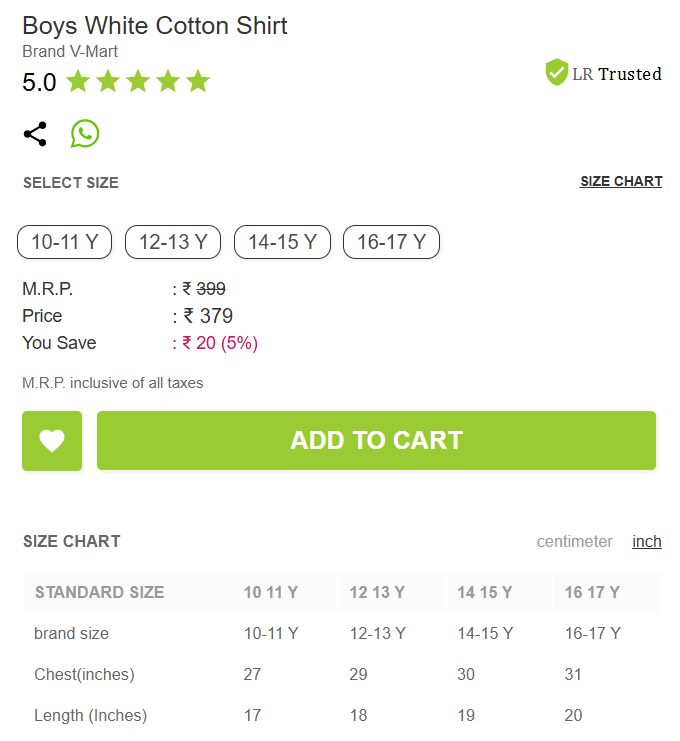 Boys White Cotton Shirt
Brand V-Mart
5.0
LR Trusted
SELECT SIZE SIZE CHART
10-11 Y 12-13 Y 14-15 Y 16-17 Y
M.R.P. : ₹ 399
Price : ₹ 379
You Save : ₹ 20 (5%)
M.R.P. inclusive of all taxes
ADD TO CART
SIZE CHART centimeter inch
STANDARD SIZE 10 11 Y 12 13 Y 14 15 Y 16 17 Y
brand size 10-11 Y 12-13 Y 14-15 Y 16-17 Y
Chest(inches) 27 29 30 31
Length (Inches) 17 18 19 20